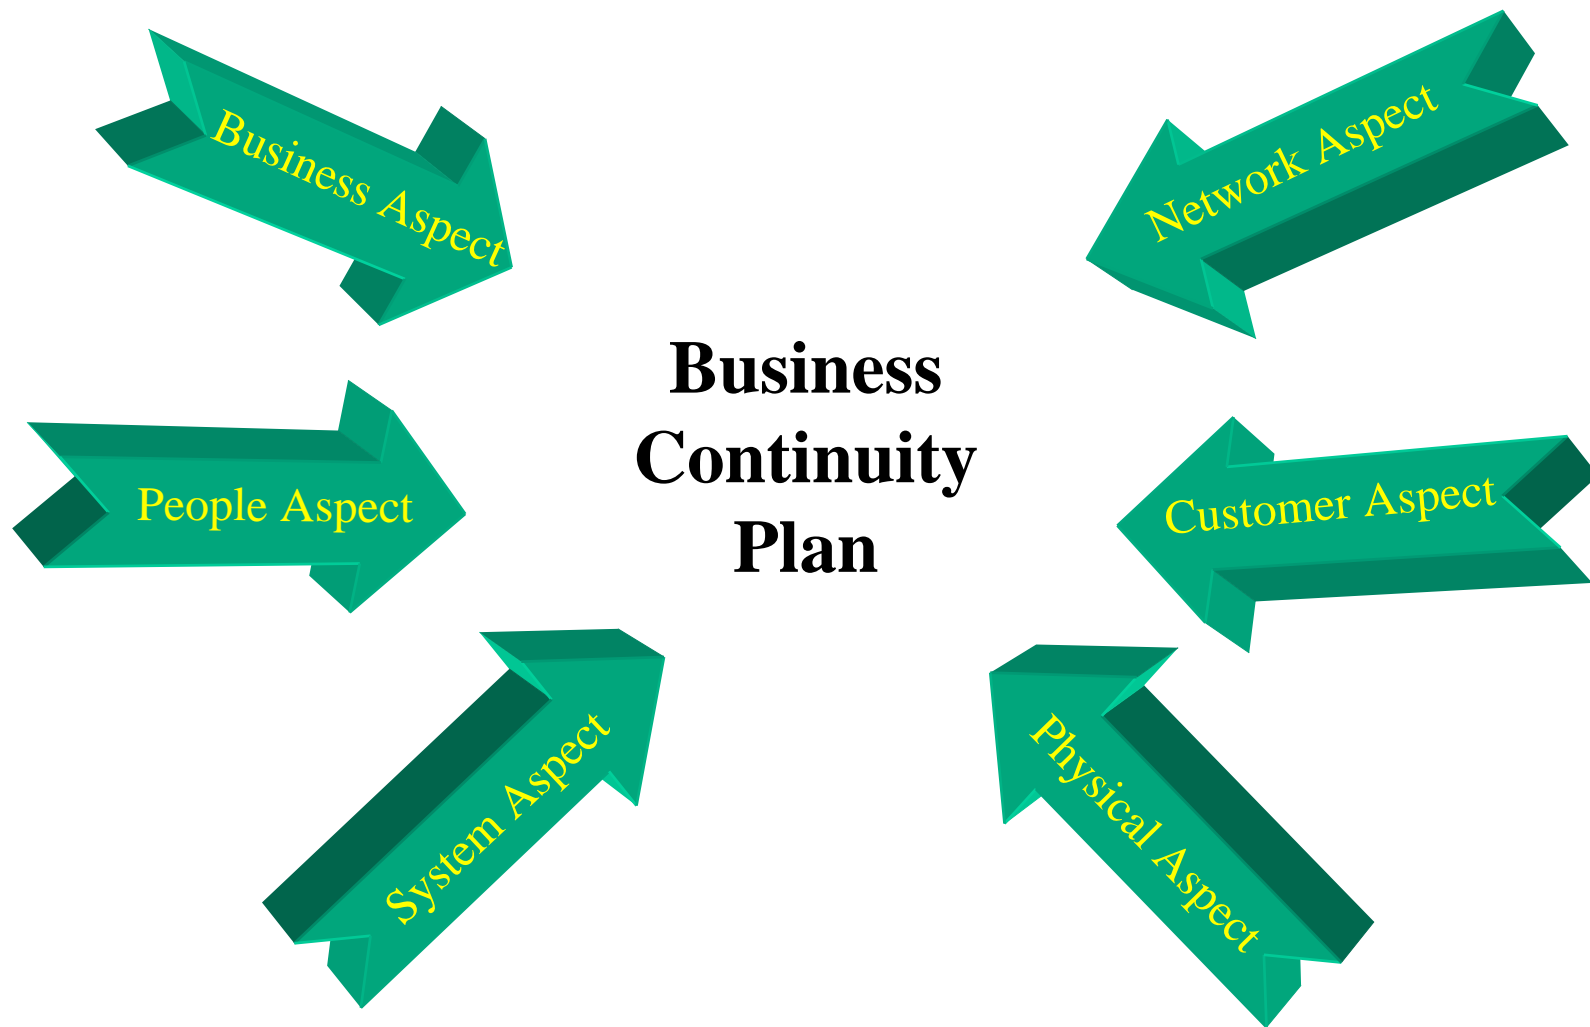 Business Aspect
Network Aspect
Business
Continuity
Plan
People Aspect
Customer Aspect
System Aspect
Physical Aspect